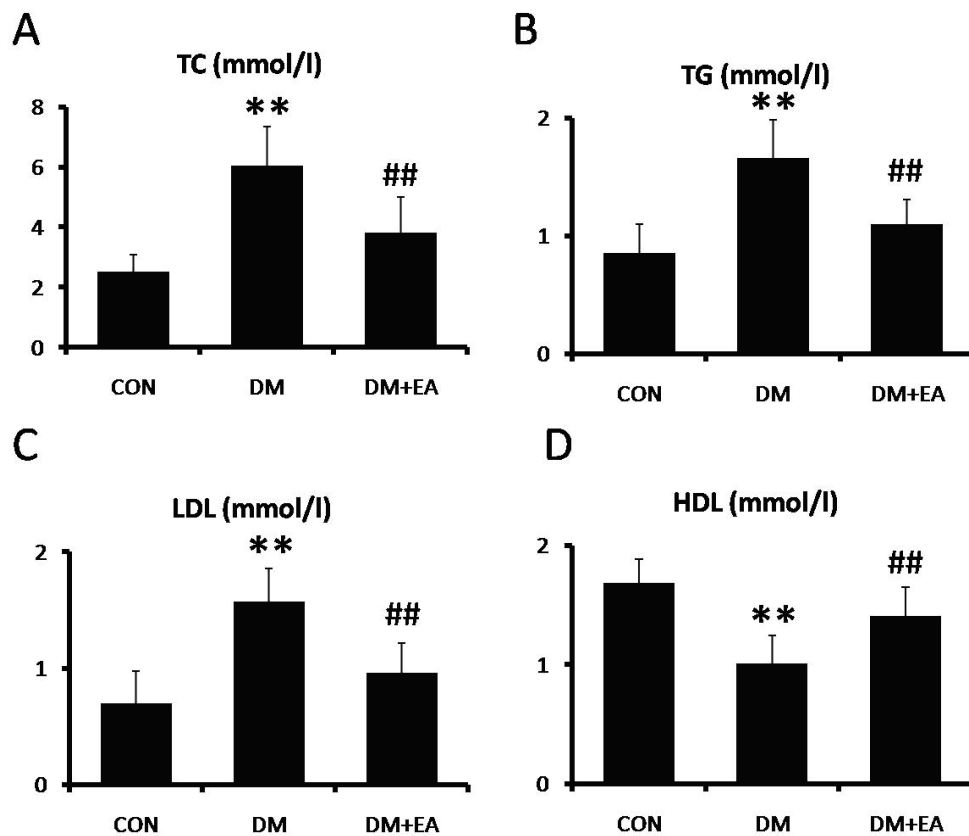 A
TC (mmol/l)
8
6
4
2
0
**
##
CON DM DM+EA
B
TG (mmol/l)
2
1
0
**
##
CON DM DM+EA
C
LDL (mmol/l)
2
1
0
**
##
CON DM DM+EA
D
HDL (mmol/l)
2
1
0
**
##
CON DM DM+EA